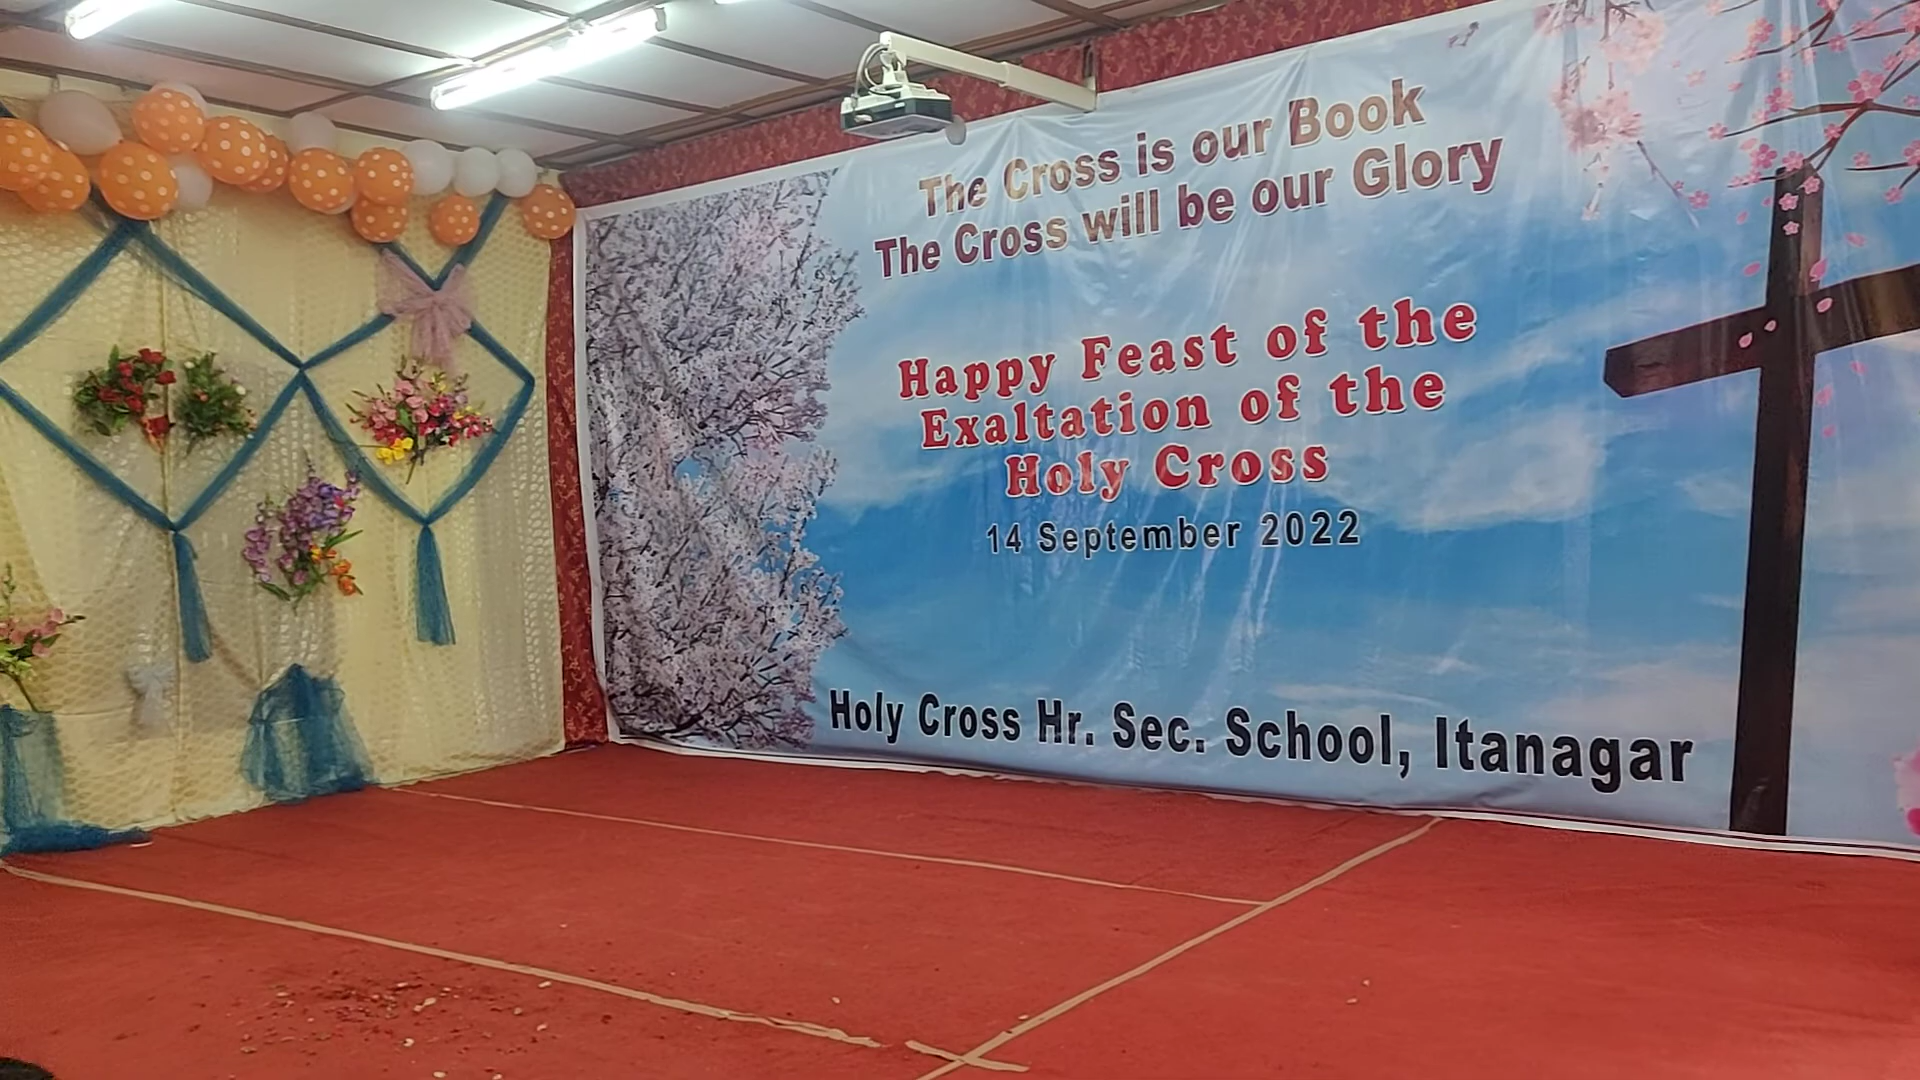 The Cross is our Book
The Cross will be our Glory
Happy Feast of the
Exaltation of the
Holy Cross
14 September 2022
Holy Cross Hr. Sec. School, Itanagar